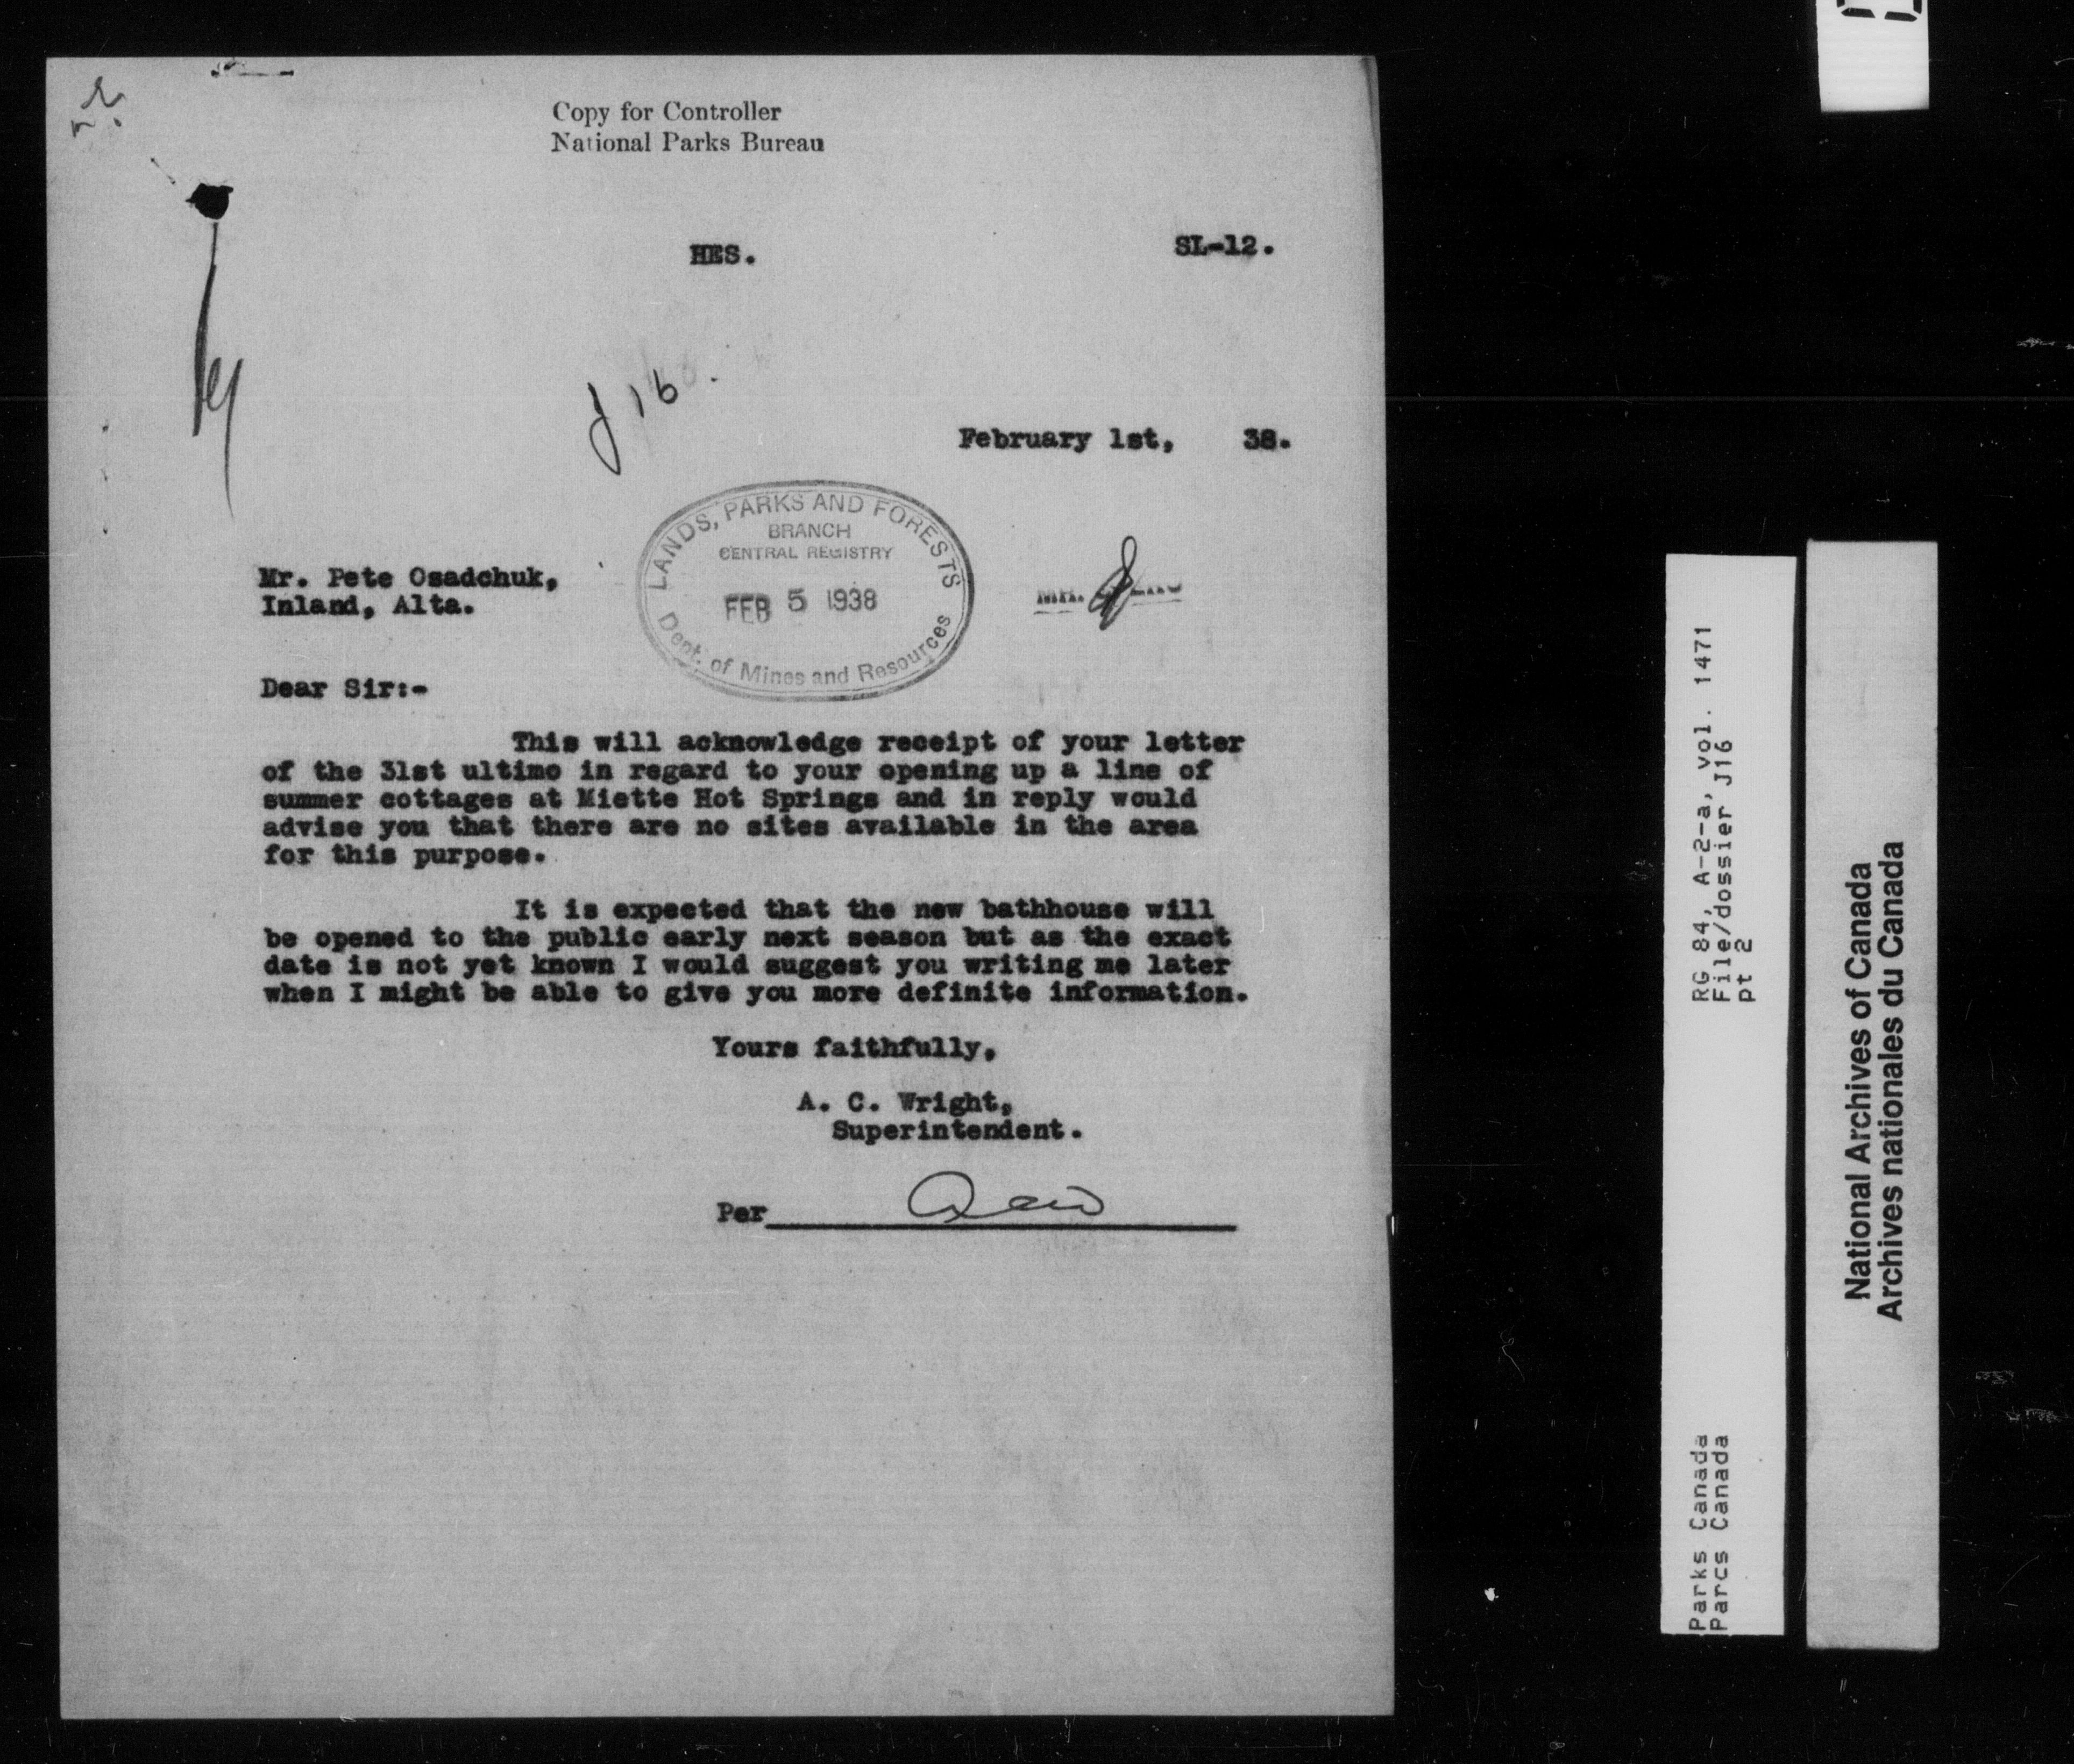 Copy for Controller
National Parks Bureau
HES.
SL-12.
J16.
February 1st, 38.
LANDS, PARKS AND FORESTS
BRANCH
CENTRAL REGISTRY
FEB 5 1938
Dept. of Mines and Resources
MR.
Mr. Pete Osadchuk,
Inland, Alta.
Dear Sir:-
This will acknowledge receipt of your letter
of the 31st ultimo in regard to your opening up a line of
summer cottages at Miette Hot Springs and in reply would
advise you that there are no sites available in the area
for this purpose.
It is expected that the new bathhouse will
be opened to the public early next season but as the exact
date is not yet known I would suggest you writing me later
when I might be able to give you more definite information.
Yours faithfully,
A. C. Wright,
Superintendent.
Per
RG 84, A-2-a, vol. 1471
File/dossier J16
pt 2
Parks Canada
Parcs Canada
National Archives of Canada
Archives nationales du Canada